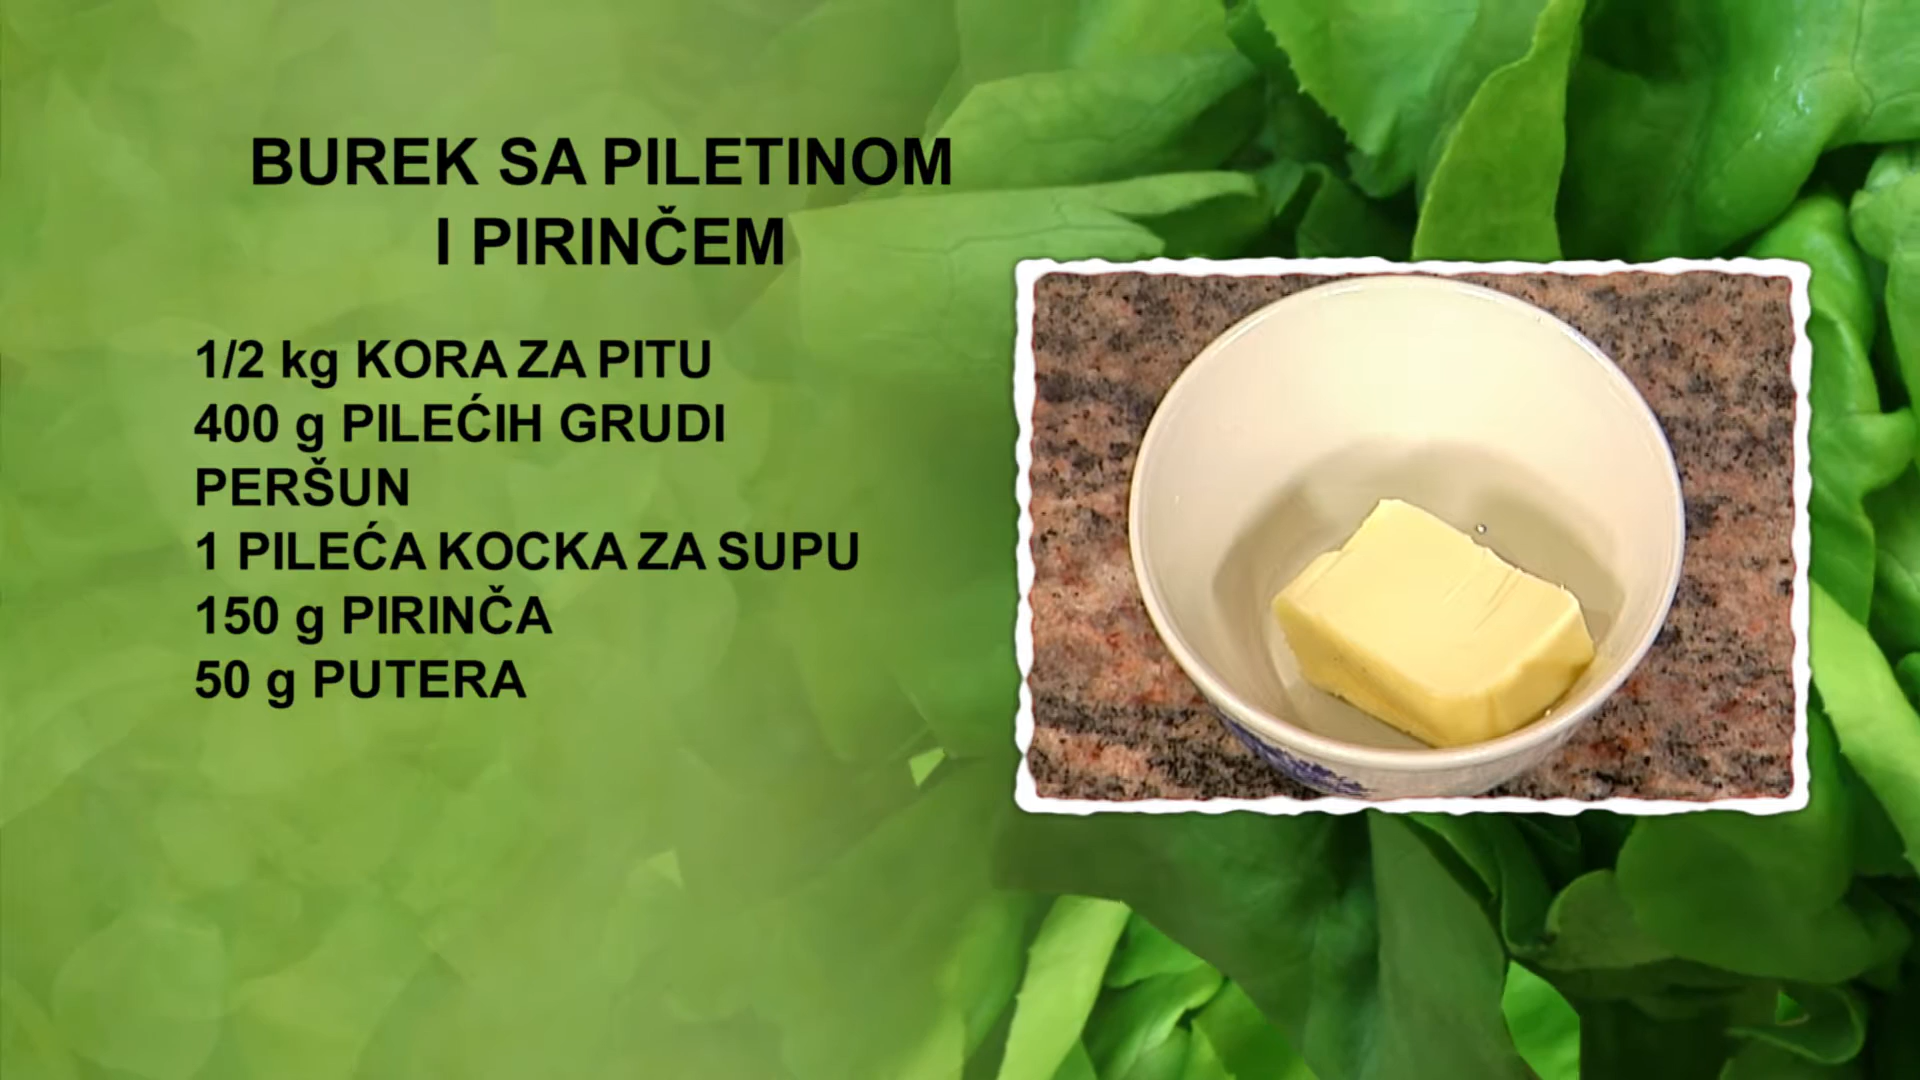 BUREK SA PILETINOM
I PIRINČEM
1/2 kg KORA ZA PITU
400 g PILEĆIH GRUDI
PERŠUN
1 PILEĆA KOCKA ZA SUPU
150 g PIRINČA
50 g PUTERA